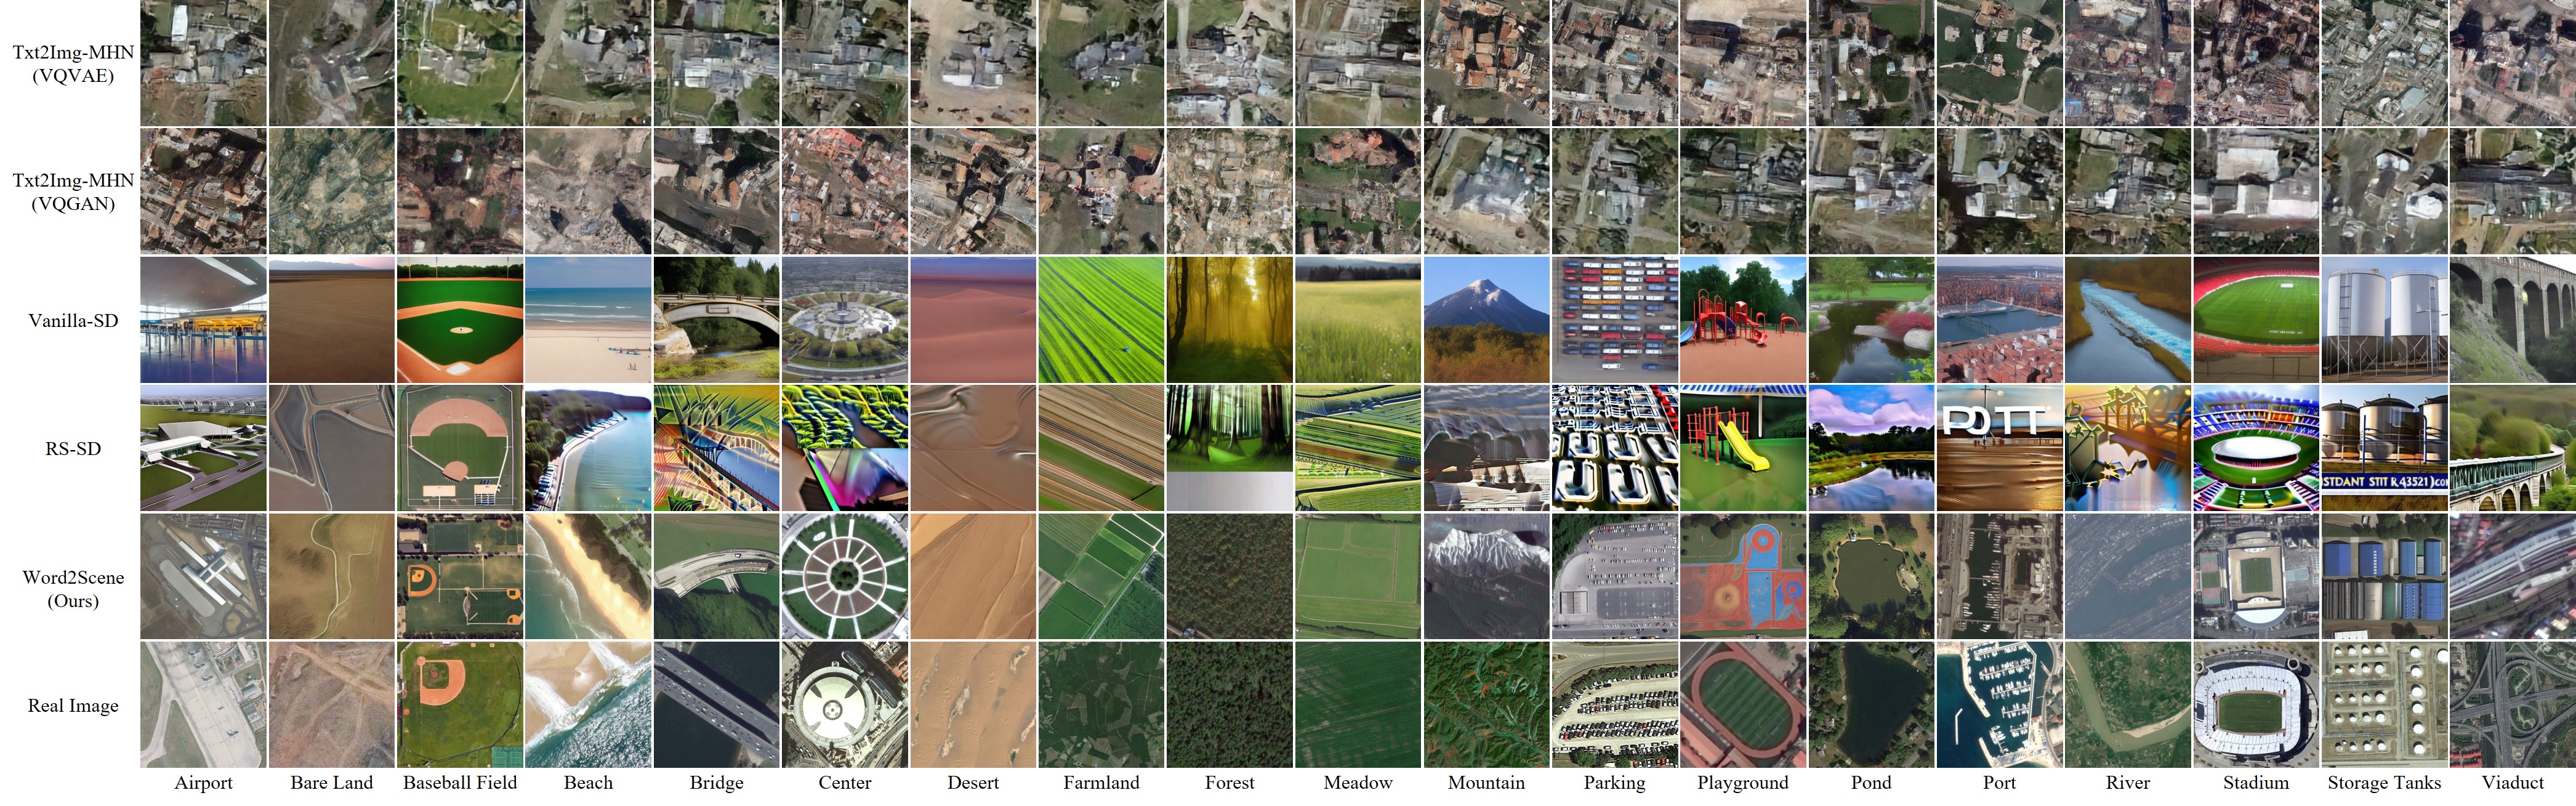 Txt2Img-MHN
(VQVAE)
Txt2Img-MHN
(VQGAN)
Vanilla-SD
RS-SD
POTT
STDANT STIT R,43521)CO
Word2Scene
(Ours)
Real Image
Airport Bare Land Baseball Field Beach Bridge Center Desert Farmland Forest Meadow Mountain Parking Playground Pond Port River Stadium Storage Tanks Viaduct